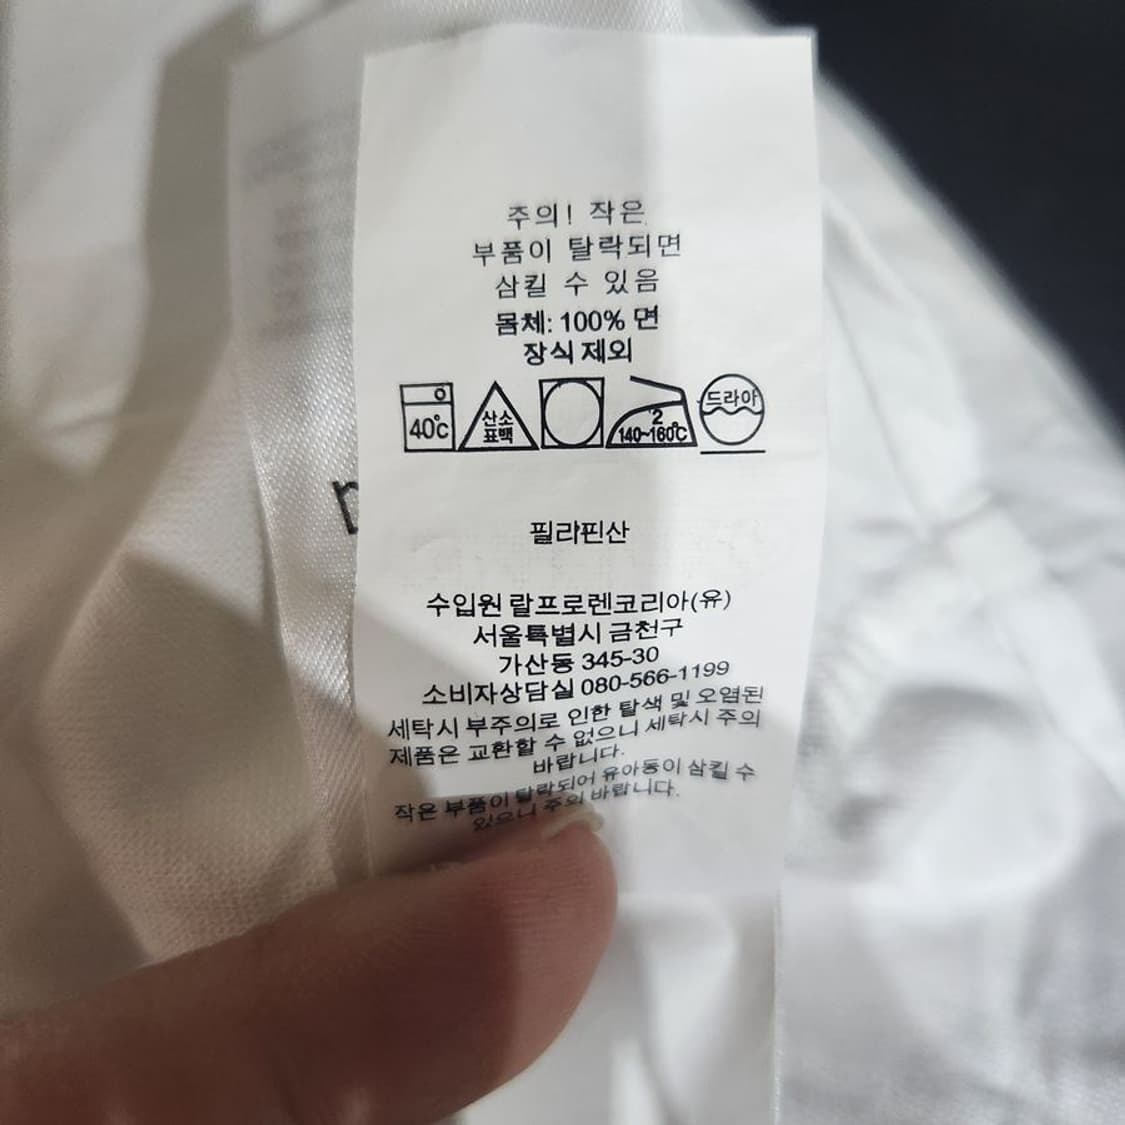 주의! 작은
부품이 탈락되면
삼킬 수 있음
몸체: 100% 면
장식 제외
40℃
산소
표백
2
140~160℃
드라이
필리핀산
수입원 랄프로렌코리아(유)
서울특별시 금천구
가산동 345-30
소비자상담실 080-566-1199
세탁시 부주의로 인한 탈색 및 오염된
제품은 교환할 수 없으니 세탁시 주의
바랍니다.
작은 부품이 탈락되어 유아동이 삼킬 수
있으니 주의 바랍니다.